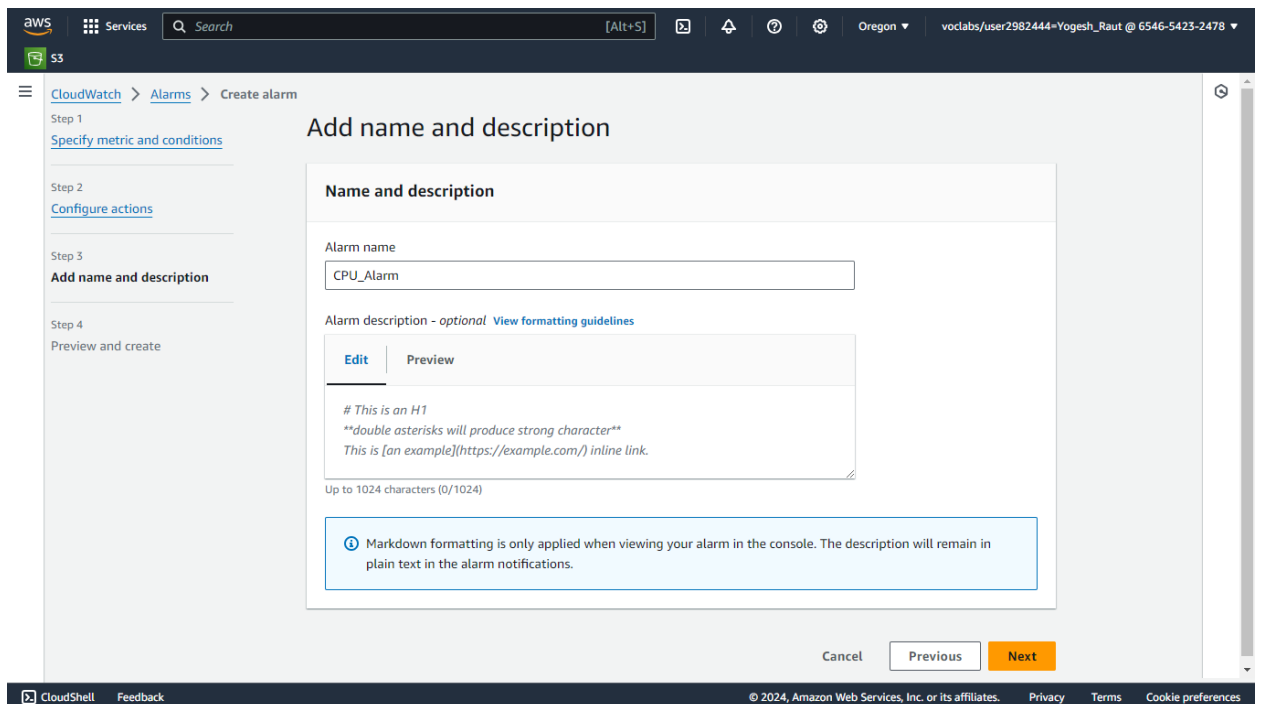 aws
Services
Search
[Alt+S]
Oregon
voclabs/user2982444=Yogesh_Raut @ 6546-5423-2478
S3
CloudWatch
Alarms
Create alarm
Step 1
Specify metric and conditions
Step 2
Configure actions
Step 3
Add name and description
Step 4
Preview and create
Add name and description
Name and description
Alarm name
CPU_Alarm
Alarm description - optional View formatting guidelines
Edit
Preview
# This is an H1
**double asterisks will produce strong character**
This is [an example](https://example.com/) inline link.
Up to 1024 characters (0/1024)
Markdown formatting is only applied when viewing your alarm in the console. The description will remain in
plain text in the alarm notifications.
Cancel
Previous
Next
CloudShell
Feedback
© 2024, Amazon Web Services, Inc. or its affiliates.
Privacy
Terms
Cookie preferences